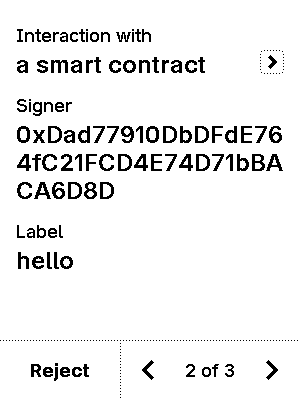 Interaction with
a smart contract
Signer
0xDad77910DbDFdE76
4fC21FCD4E74D71bBA
CA6D8D
Label
hello
Reject
2 of 3